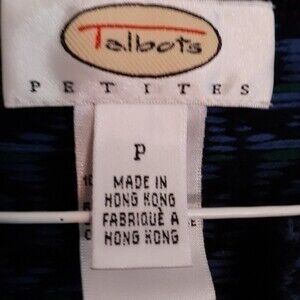 Talbots
PETITES
P
MADE IN
HONG KONG
FABRIQUÉ A
HONG KONG